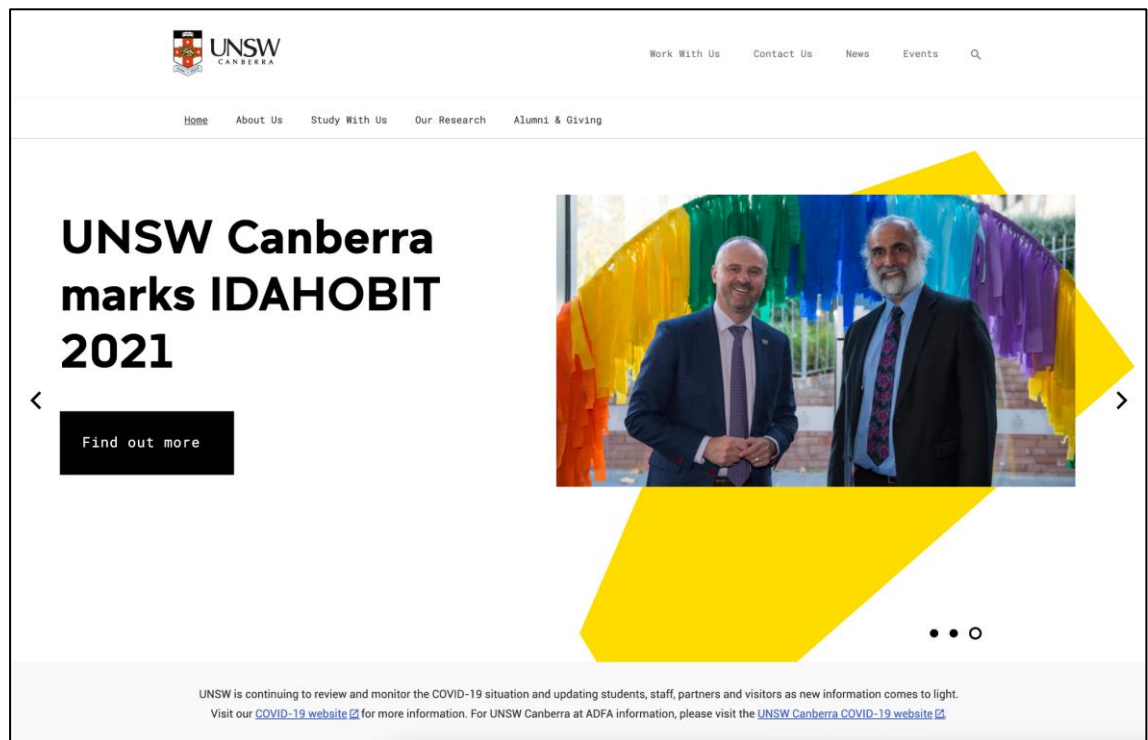 UNSW
CANBERRA
Work With Us Contact Us News Events
Home About Us Study With Us Our Research Alumni & Giving
UNSW Canberra
marks IDAHOBIT
2021
Find out more
UNSW is continuing to review and monitor the COVID-19 situation and updating students, staff, partners and visitors as new information comes to light.
Visit our COVID-19 website for more information. For UNSW Canberra at ADFA information, please visit the UNSW Canberra COVID-19 website.